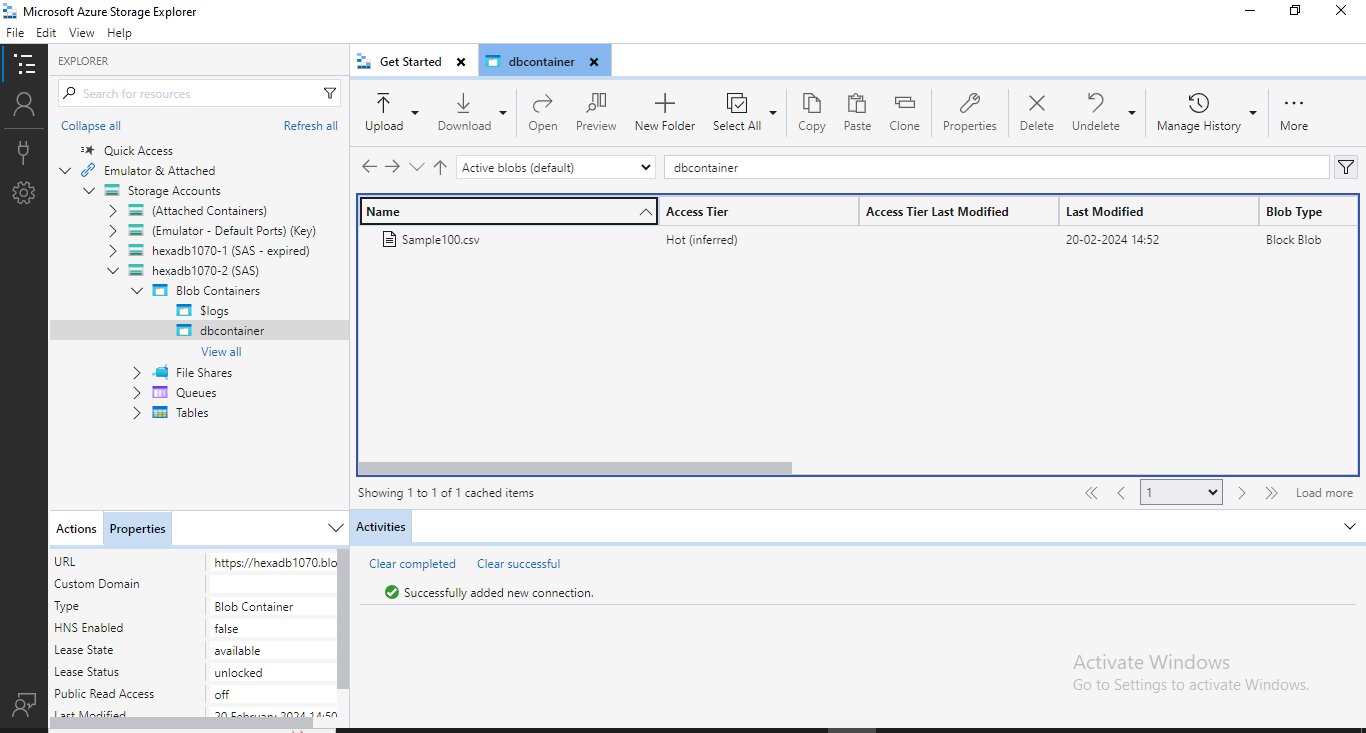 Microsoft Azure Storage Explorer
File Edit View Help
EXPLORER
Search for resources
Collapse all Refresh all
Quick Access
Emulator & Attached
Storage Accounts
(Attached Containers)
(Emulator - Default Ports) (Key)
hexadb1070-1 (SAS - expired)
hexadb1070-2 (SAS)
Blob Containers
$logs
dbcontainer
View all
File Shares
Queues
Tables
Actions Properties
URL https://hexadb1070.blo
Custom Domain
Type Blob Container
HNS Enabled false
Lease State available
Lease Status unlocked
Public Read Access off
Last Modified 20 February 2024 14:50
Get Started dbcontainer
Upload Download Open Preview New Folder Select All Copy Paste Clone Properties Delete Undelete Manage History More
Active blobs (default) dbcontainer
Name Access Tier Access Tier Last Modified Last Modified Blob Type
Sample100.csv Hot (inferred) 20-02-2024 14:52 Block Blob
Showing 1 to 1 of 1 cached items 1 Load more
Activities
Clear completed Clear successful
Successfully added new connection.
Activate Windows
Go to Settings to activate Windows.